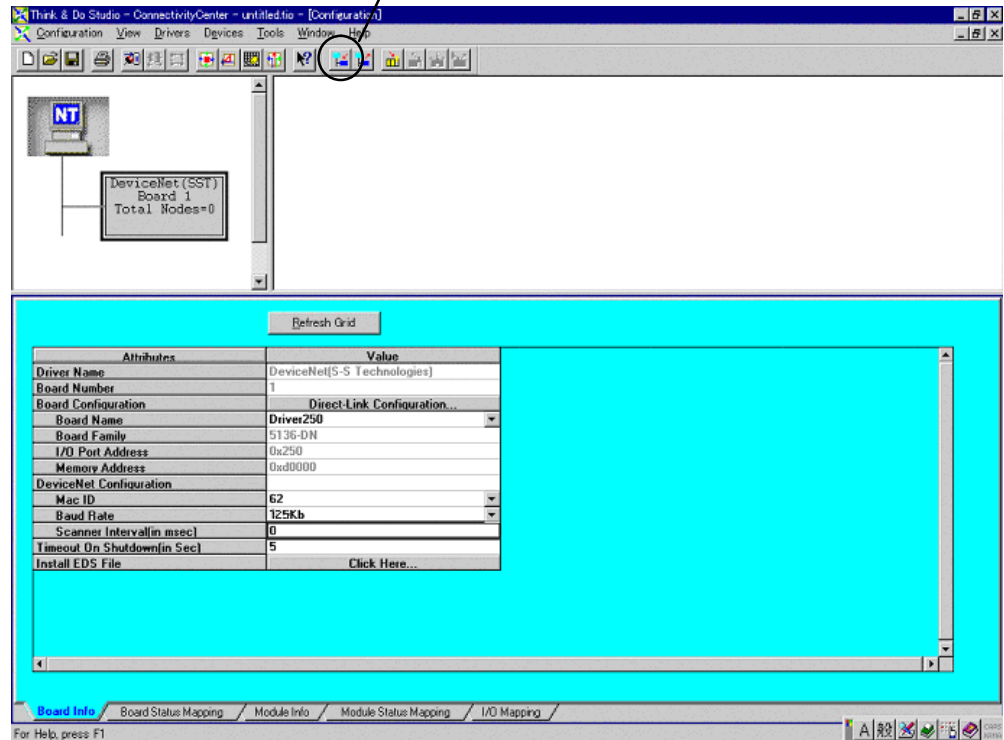 Think & Do Studio - ConnectivityCenter - untitled.tio - [Configuration]
Configuration View Drivers Devices Tools Window Help
NT
DeviceNet(SST)
Board 1
Total Nodes=0
Refresh Grid
Attributes Value
Driver Name DeviceNet(S-S Technologies)
Board Number 1
Board Configuration Direct-Link Configuration...
Board Name Driver250
Board Family 5136-DN
I/O Port Address 0x250
Memory Address 0xd0000
DeviceNet Configuration
Mac ID 62
Baud Rate 125Kb
Scanner Interval(in msec) 0
Timeout On Shutdown(in Sec) 5
Install EDS File Click Here...
Board Info Board Status Mapping Module Info Module Status Mapping I/O Mapping
For Help, press F1 A 般 CAPS KANA